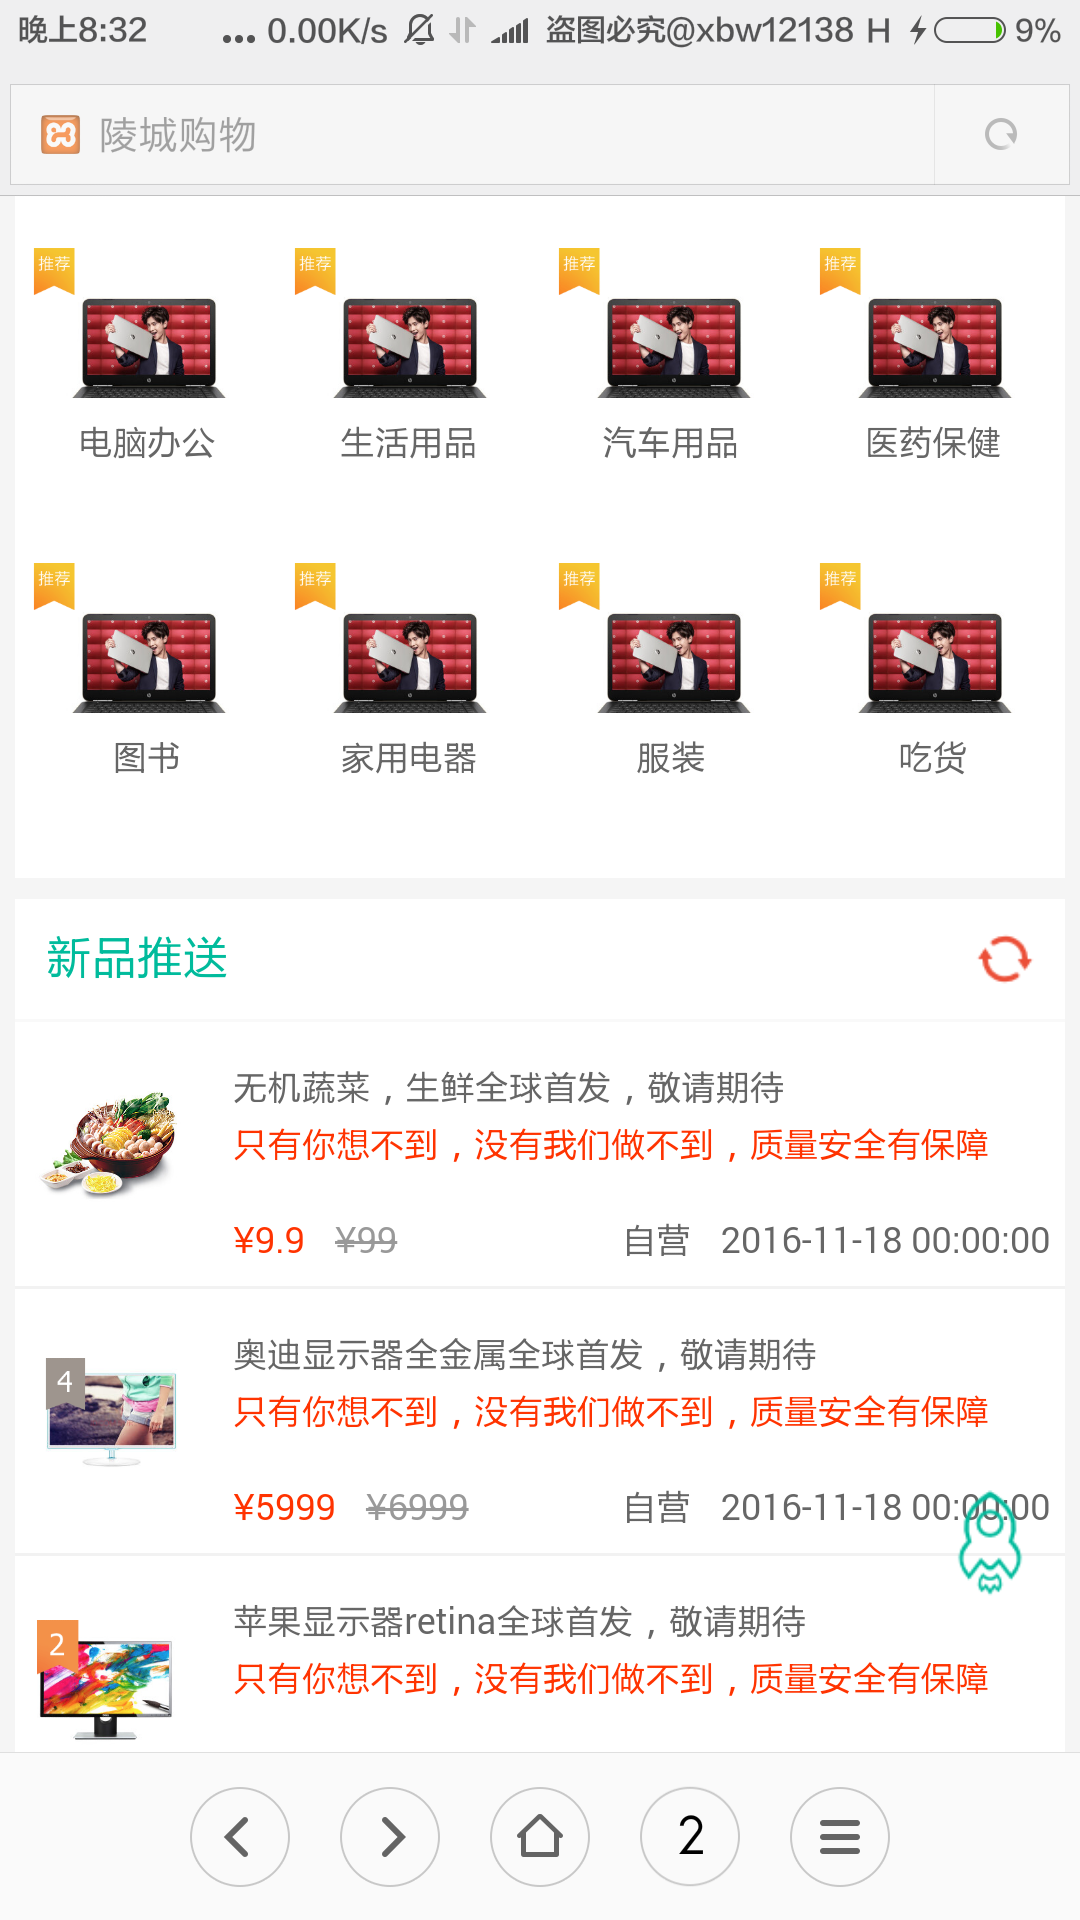 晚上8:32 ... 0.00K/s 盗图必究@xbw12138 H 9%
陵城购物
推荐 推荐 推荐 推荐
电脑办公 生活用品 汽车用品 医药保健
推荐 推荐 推荐 推荐
图书 家用电器 服装 吃货
新品推送
无机蔬菜，生鲜全球首发，敬请期待
只有你想不到，没有我们做不到，质量安全有保障
¥9.9 ¥99 自营 2016-11-18 00:00:00
奥迪显示器全金属全球首发，敬请期待
4
只有你想不到，没有我们做不到，质量安全有保障
¥5999 ¥6999 自营 2016-11-18 00:00:00
苹果显示器retina全球首发，敬请期待
2
只有你想不到，没有我们做不到，质量安全有保障
2